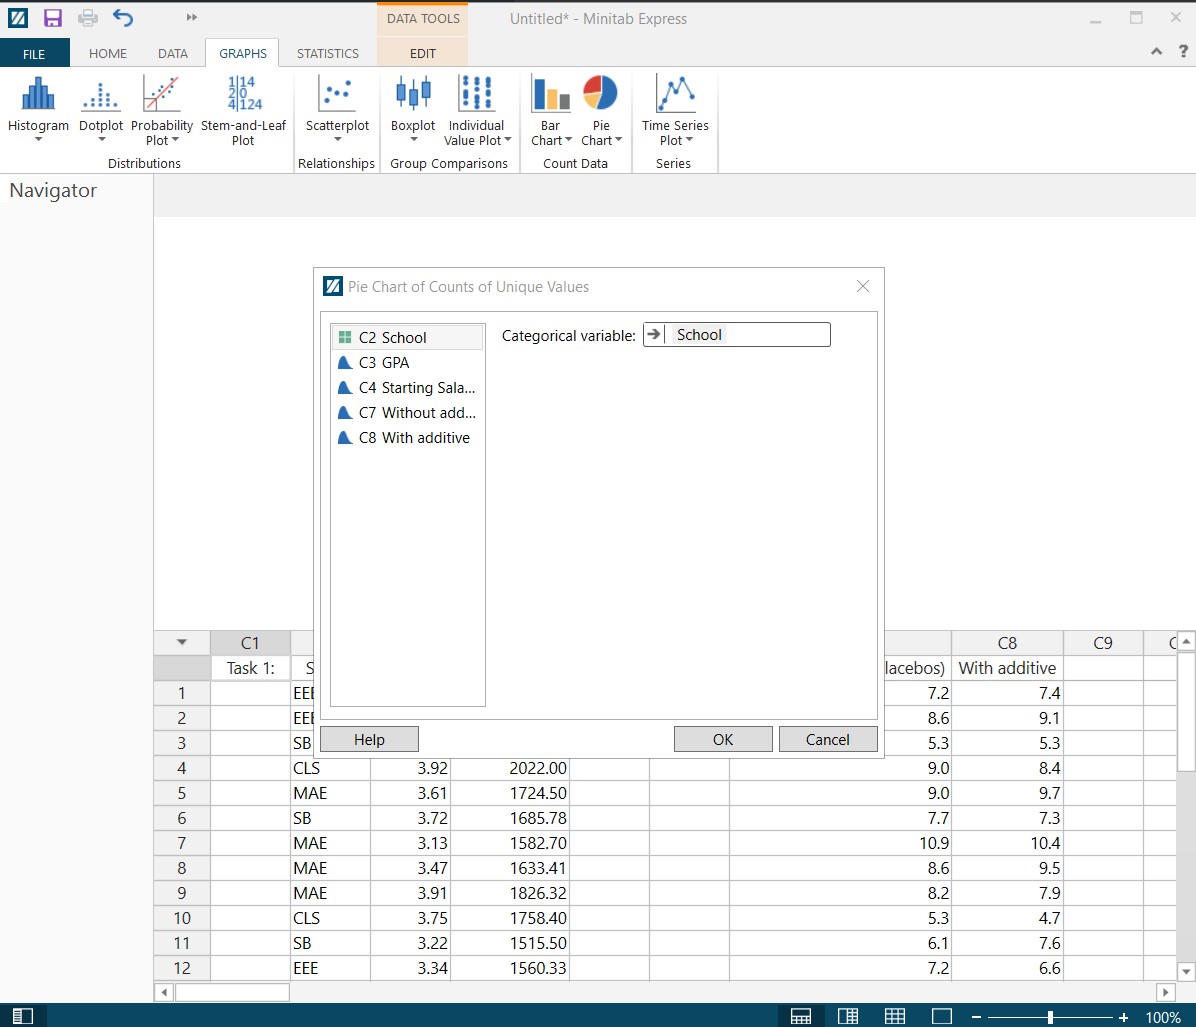 DATA TOOLS
Untitled* - Minitab Express
FILE HOME DATA GRAPHS STATISTICS EDIT
?
Histogram
Dotplot
Probability
Plot
Stem-and-Leaf
Plot
Scatterplot
Boxplot
Individual
Value Plot
Bar
Chart
Pie
Chart
Time Series
Plot
Distributions Relationships Group Comparisons Count Data Series
Navigator
Pie Chart of Counts of Unique Values
C2 School
C3 GPA
C4 Starting Sala...
C7 Without add...
C8 With additive
Categorical variable: School
Help OK Cancel
C1 C8 C9 C
Task 1: S lacebos) With additive
1 EEE 7.2 7.4
2 EEE 8.6 9.1
3 SB 5.3 5.3
4 CLS 3.92 2022.00 9.0 8.4
5 MAE 3.61 1724.50 9.0 9.7
6 SB 3.72 1685.78 7.7 7.3
7 MAE 3.13 1582.70 10.9 10.4
8 MAE 3.47 1633.41 8.6 9.5
9 MAE 3.91 1826.32 8.2 7.9
10 CLS 3.75 1758.40 5.3 4.7
11 SB 3.22 1515.50 6.1 7.6
12 EEE 3.34 1560.33 7.2 6.6
100%